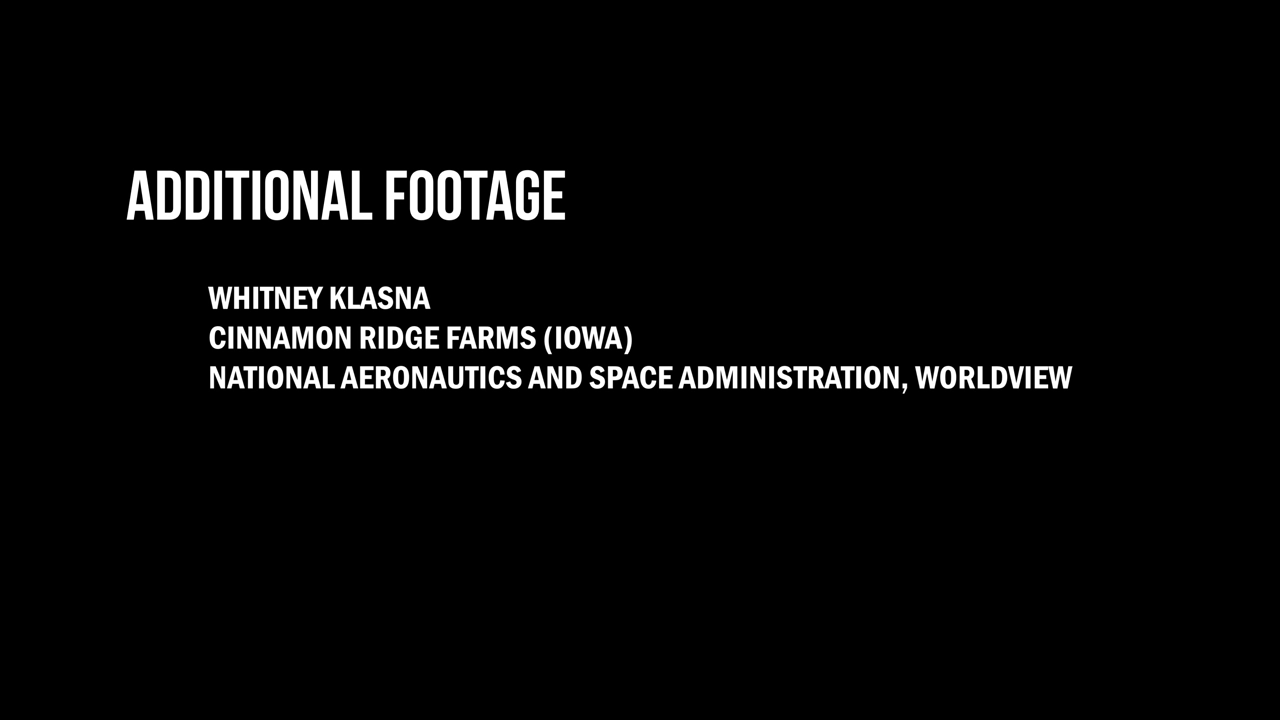 ADDITIONAL FOOTAGE
WHITNEY KLASNA
CINNAMON RIDGE FARMS (IOWA)
NATIONAL AERONAUTICS AND SPACE ADMINISTRATION, WORLDVIEW